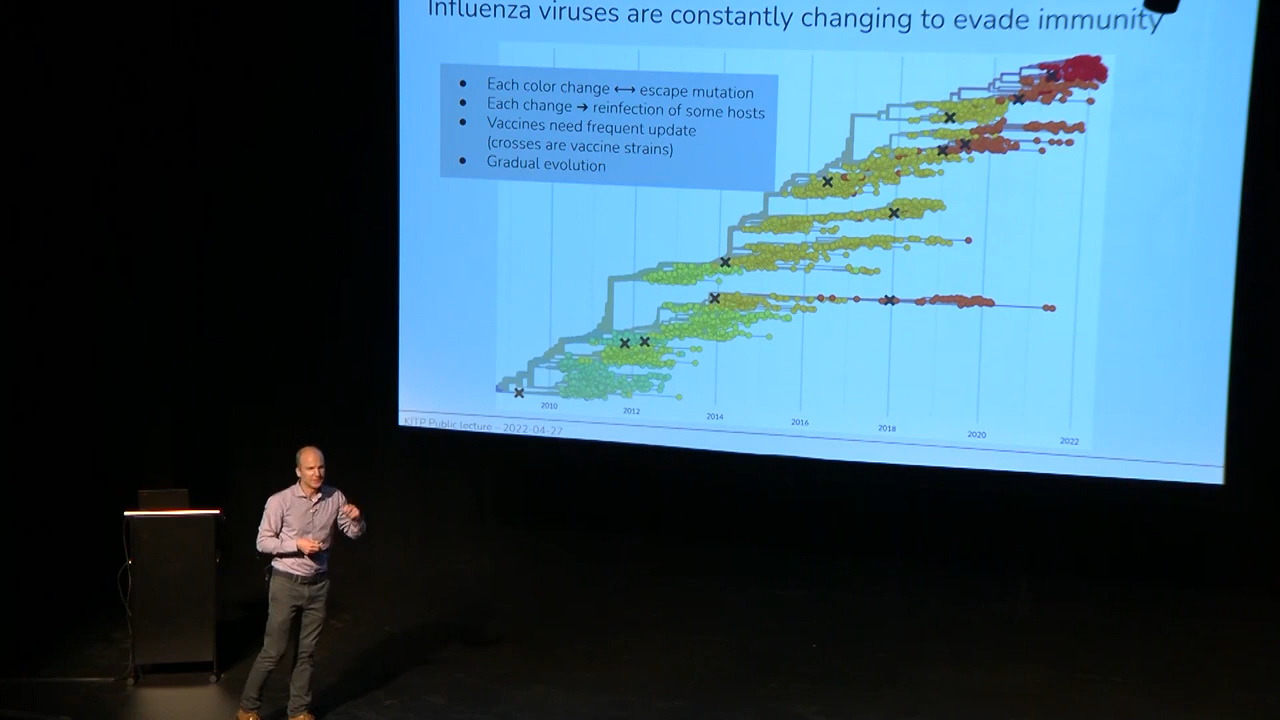 Influenza viruses are constantly changing to evade immunity
● Each color change ⟷ escape mutation
● Each change ➔ reinfection of some hosts
● Vaccines need frequent update
(crosses are vaccine strains)
● Gradual evolution
2010 2012 2014 2016 2018 2020 2022
KITP Public lecture – 2022-04-27